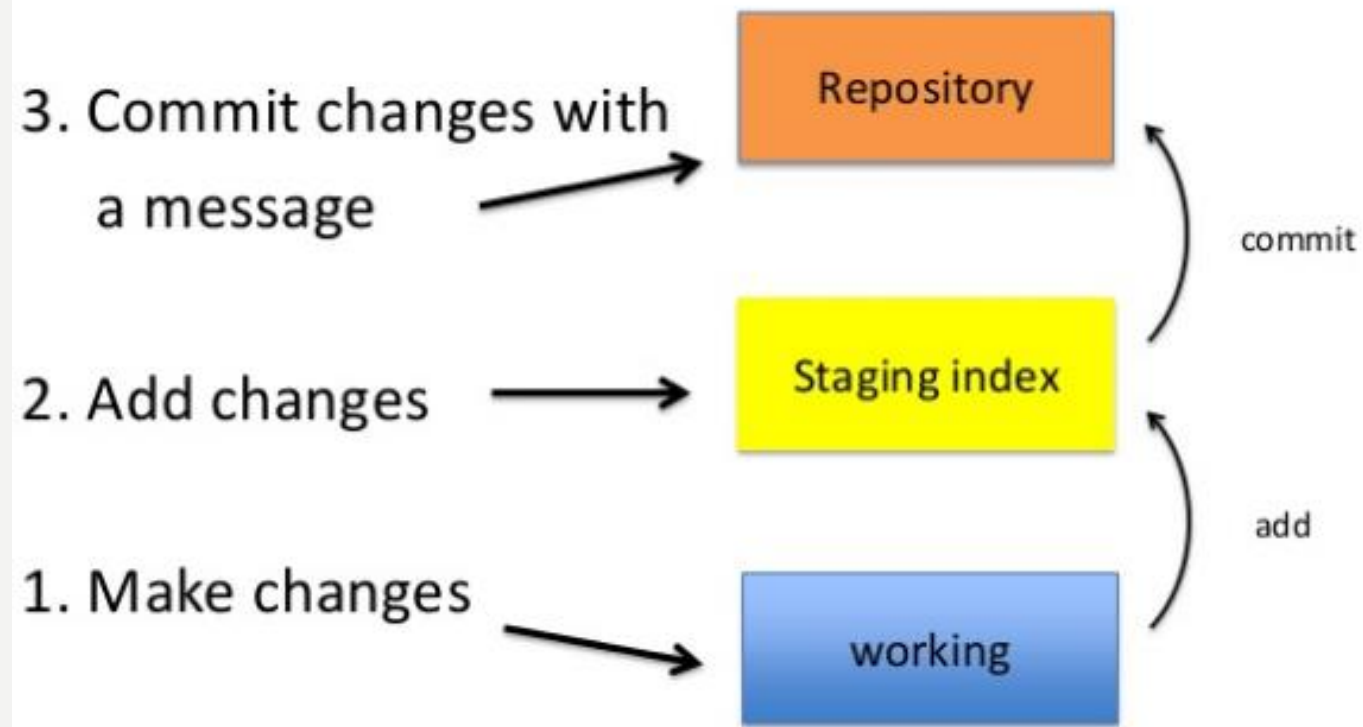 3. Commit changes with
a message
Repository
commit
2. Add changes
Staging index
add
1. Make changes
working